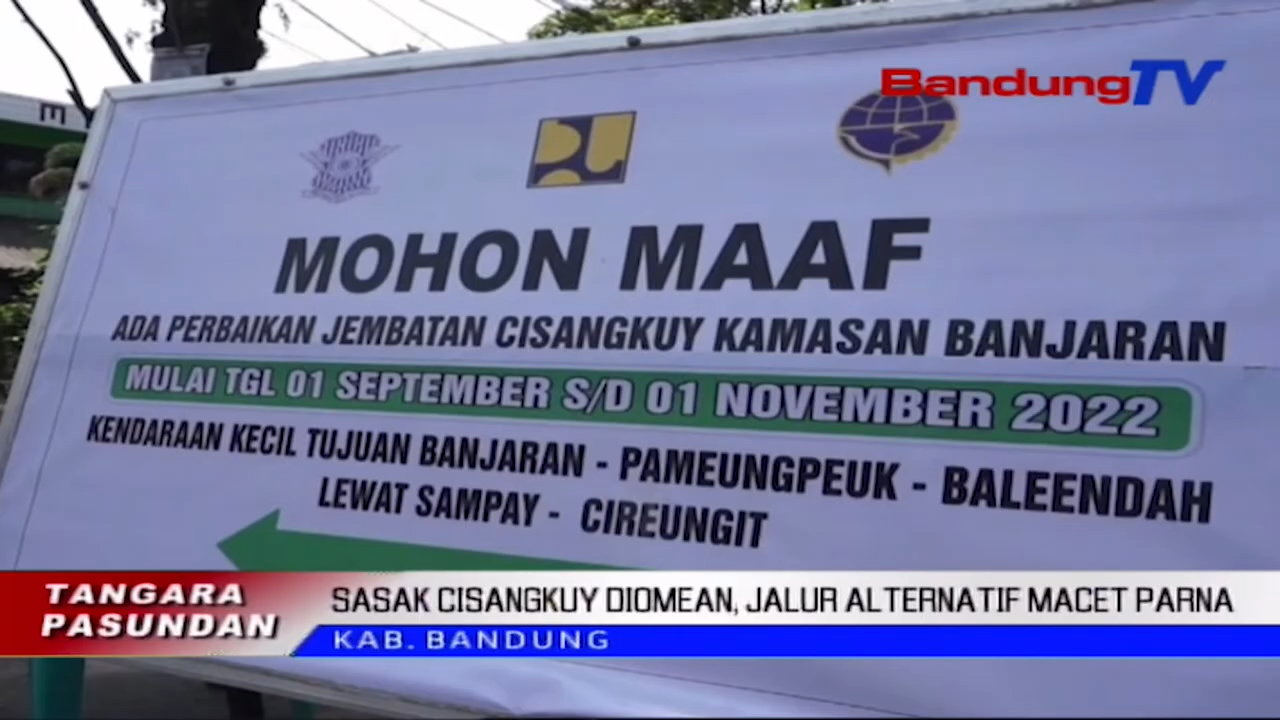 BandungTV
E
MOHON MAAF
ADA PERBAIKAN JEMBATAN CISANGKUY KAMASAN BANJARAN
MULAI TGL 01 SEPTEMBER S/D 01 NOVEMBER 2022
KENDARAAN KECIL TUJUAN BANJARAN - PAMEUNGPEUK - BALEENDAH
LEWAT SAMPAY - CIREUNGIT
TANGARA
PASUNDAN
SASAK CISANGKUY DIOMEAN, JALUR ALTERNATIF MACET PARNA
KAB. BANDUNG